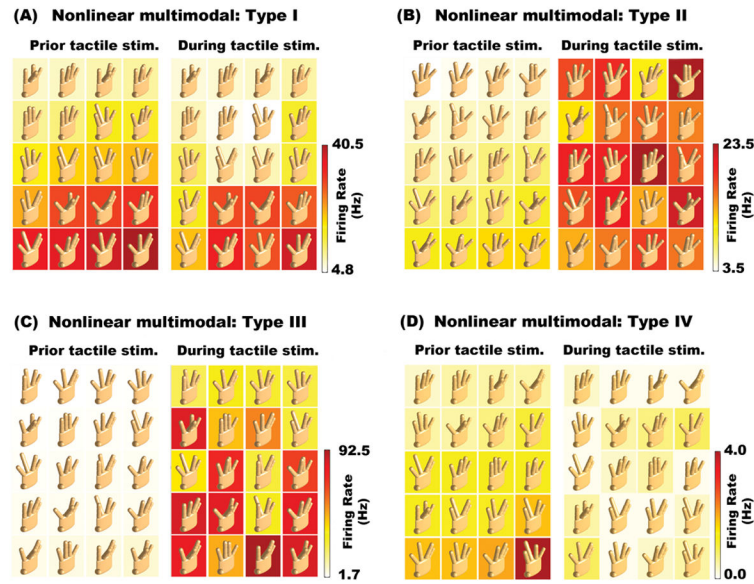 (A) Nonlinear multimodal: Type I
Prior tactile stim. During tactile stim.
40.5
Firing Rate
(Hz)
4.8
(B) Nonlinear multimodal: Type II
Prior tactile stim. During tactile stim.
23.5
Firing Rate
(Hz)
3.5
(C) Nonlinear multimodal: Type III
Prior tactile stim. During tactile stim.
92.5
Firing Rate
(Hz)
1.7
(D) Nonlinear multimodal: Type IV
Prior tactile stim. During tactile stim.
4.0
Firing Rate
(Hz)
0.0